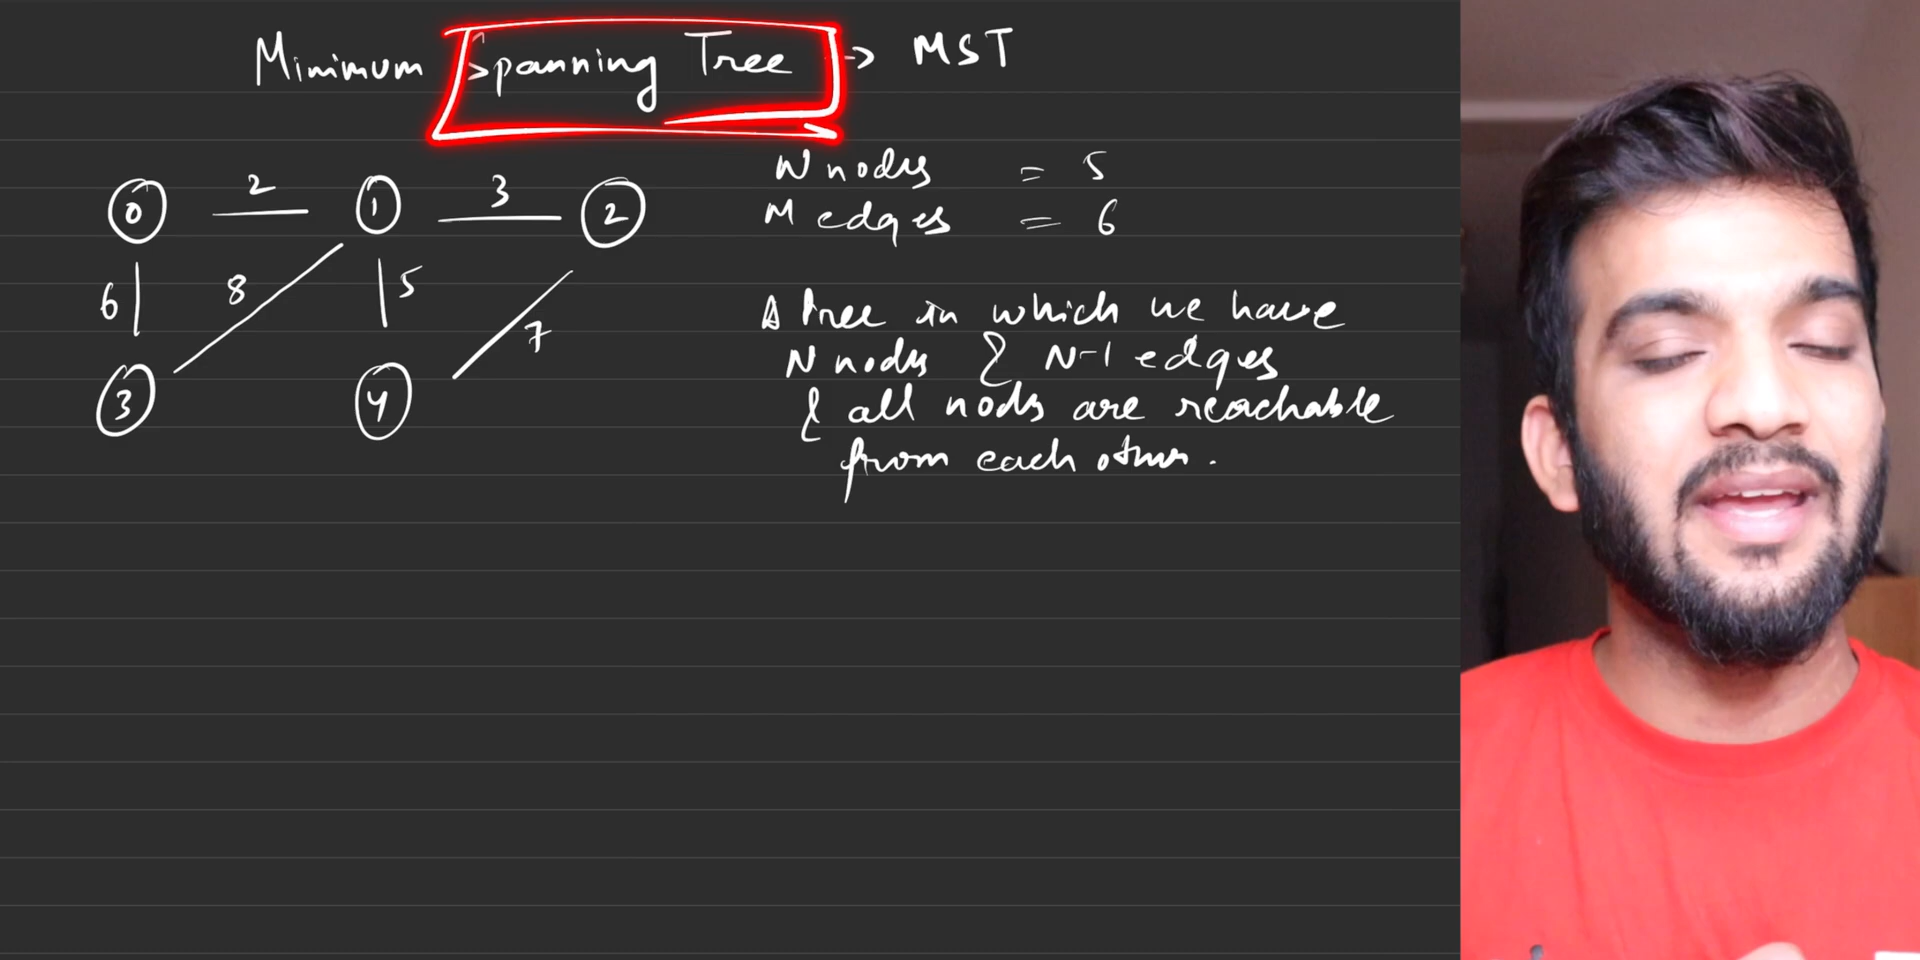 Minimum Spanning Tree → MST
N nodes = 5
M edges = 6
0 2 1 3 2
6 8 5 7
3 4
A tree in which we have
N nodes & N-1 edges
& all nodes are reachable
from each other.